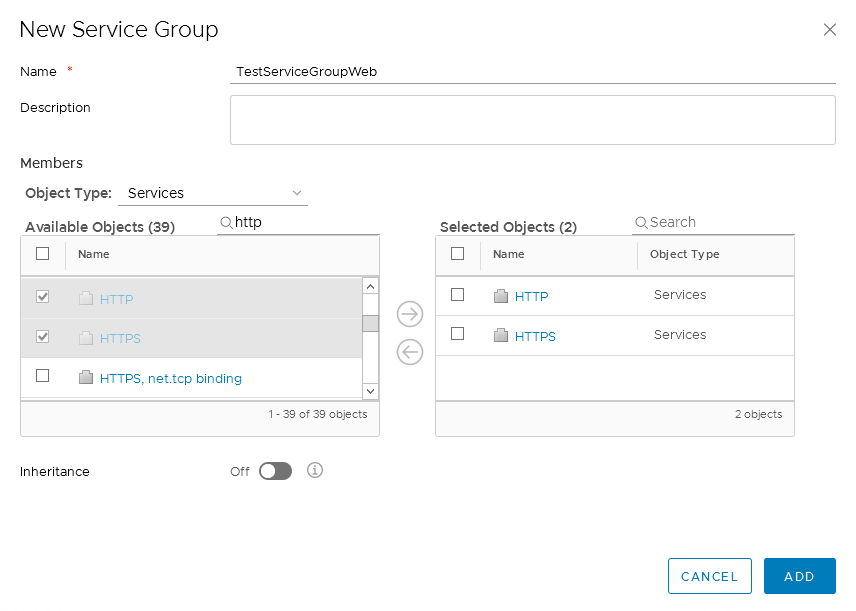 New Service Group
Name *
TestServiceGroupWeb
Description
Members
Object Type: Services
Available Objects (39)
http
Name
HTTP
HTTPS
HTTPS, net.tcp binding
1 - 39 of 39 objects
Selected Objects (2)
Search
Name Object Type
HTTP Services
HTTPS Services
2 objects
Inheritance
Off
CANCEL
ADD